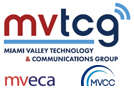 mvtcg
MIAMI VALLEY TECHNOLOGY
& COMMUNICATIONS GROUP
mveca
MVCC